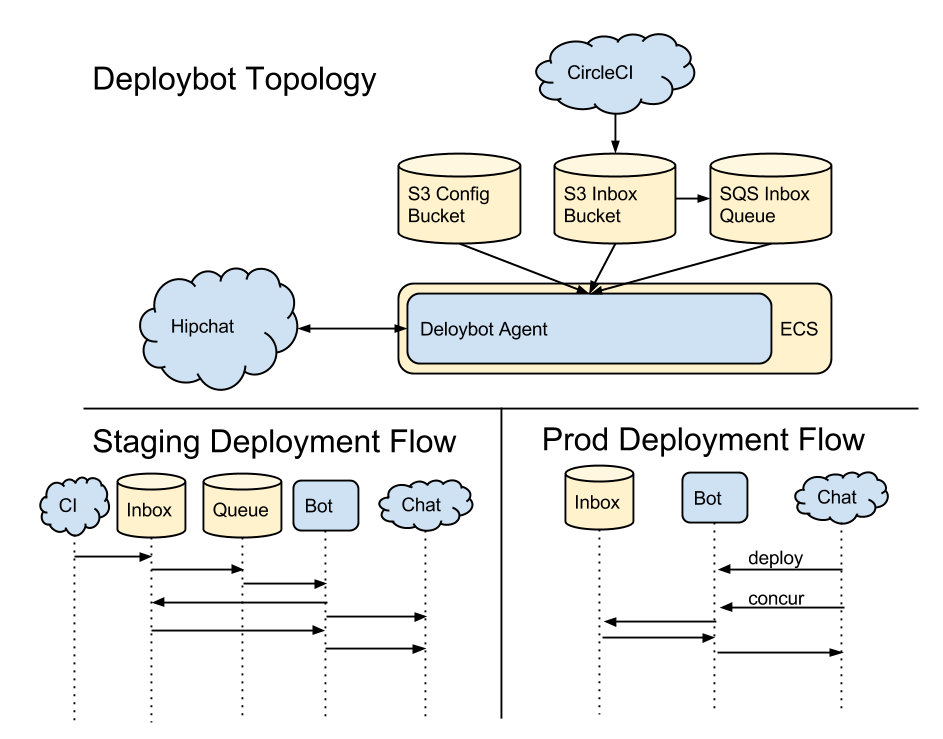 Deploybot Topology
CircleCI
S3 Config
Bucket
S3 Inbox
Bucket
SQS Inbox
Queue
Hipchat
Deloybot Agent
ECS
Staging Deployment Flow
CI
Inbox
Queue
Bot
Chat
Prod Deployment Flow
Inbox
Bot
Chat
deploy
concur